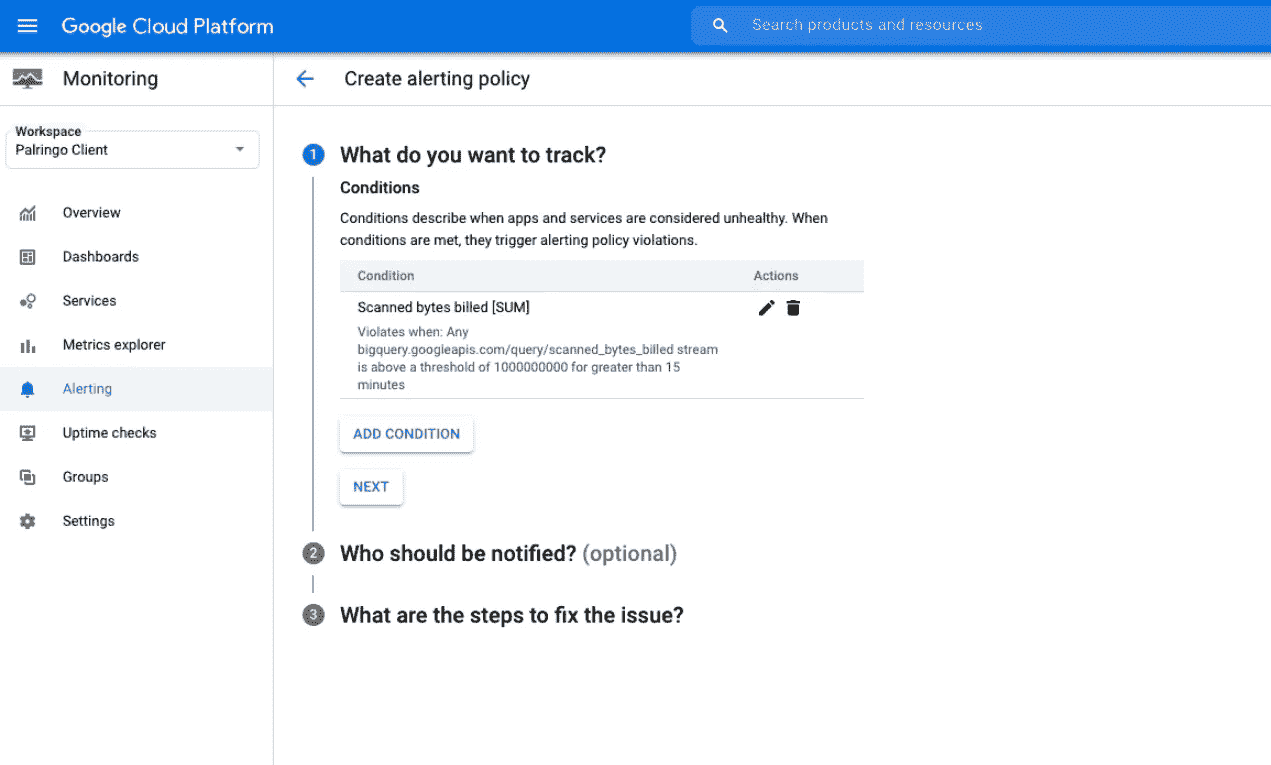 Google Cloud Platform
Search products and resources
Monitoring
Create alerting policy
Workspace
Palringo Client
Overview
Dashboards
Services
Metrics explorer
Alerting
Uptime checks
Groups
Settings
1 What do you want to track?
Conditions
Conditions describe when apps and services are considered unhealthy. When
conditions are met, they trigger alerting policy violations.
Condition Actions
Scanned bytes billed [SUM]
Violates when: Any
bigquery.googleapis.com/query/scanned_bytes_billed stream
is above a threshold of 1000000000 for greater than 15
minutes
ADD CONDITION
NEXT
2 Who should be notified? (optional)
3 What are the steps to fix the issue?